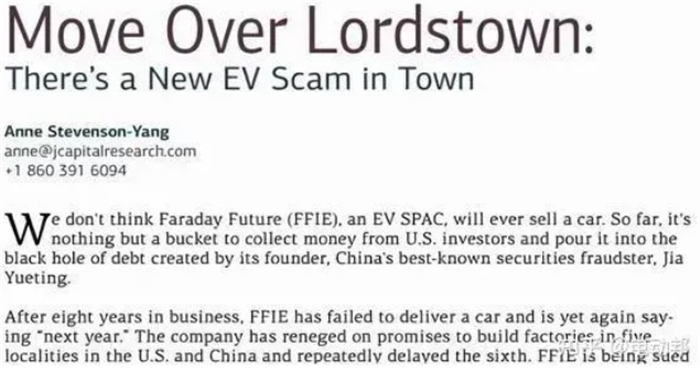 Move Over Lordstown:
There's a New EV Scam in Town
Anne Stevenson-Yang
anne@jcapitalresearch.com
+1 860 391 6094
We don't think Faraday Future (FFIE), an EV SPAC, will ever sell a car. So far, it's
nothing but a bucket to collect money from U.S. investors and pour it into the
black hole of debt created by its founder, China's best-known securities fraudster, Jia
Yueting.
After eight years in business, FFIE has failed to deliver a car and is yet again say-
ing "next year." The company has reneged on promises to build factories in five
localities in the U.S. and China and repeatedly delayed the sixth. FFIE is being sued
知乎 @电动邦